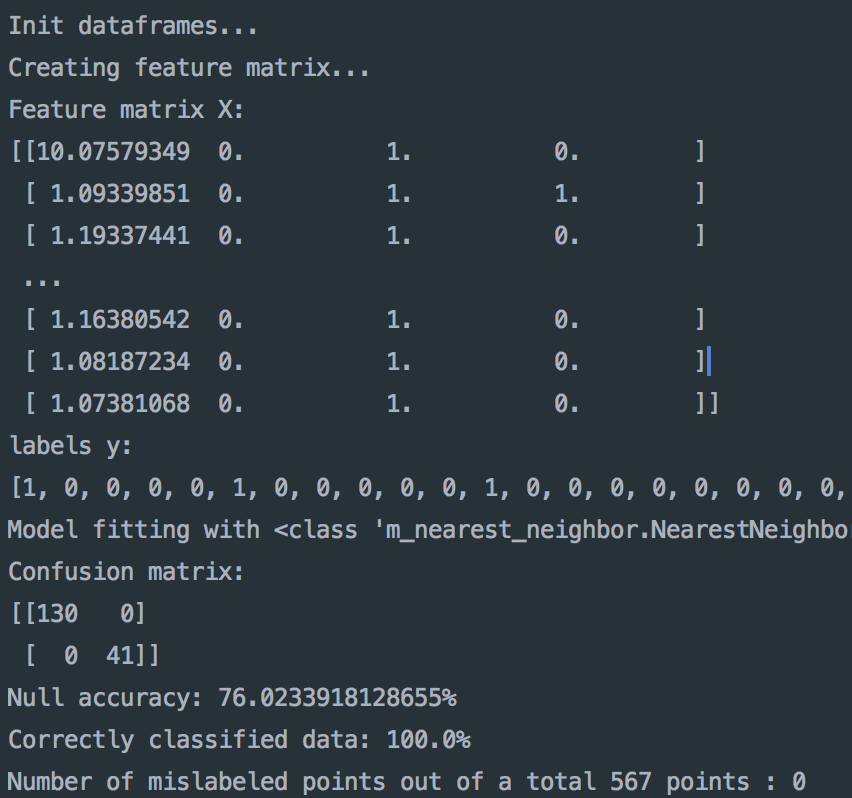 Init dataframes...
Creating feature matrix...
Feature matrix X:
[[10.07579349  0.          1.          0.        ]
 [ 1.09339851  0.          1.          1.        ]
 [ 1.19337441  0.          1.          0.        ]
 ...
 [ 1.16380542  0.          1.          0.        ]
 [ 1.08187234  0.          1.          0.        ]
 [ 1.07381068  0.          1.          0.        ]]
labels y:
[1, 0, 0, 0, 0, 1, 0, 0, 0, 0, 0, 1, 0, 0, 0, 0, 0, 0, 0, 0,
Model fitting with <class 'm_nearest_neighbor.NearestNeighbo
Confusion matrix:
[[130   0]
 [  0  41]]
Null accuracy: 76.0233918128655%
Correctly classified data: 100.0%
Number of mislabeled points out of a total 567 points : 0